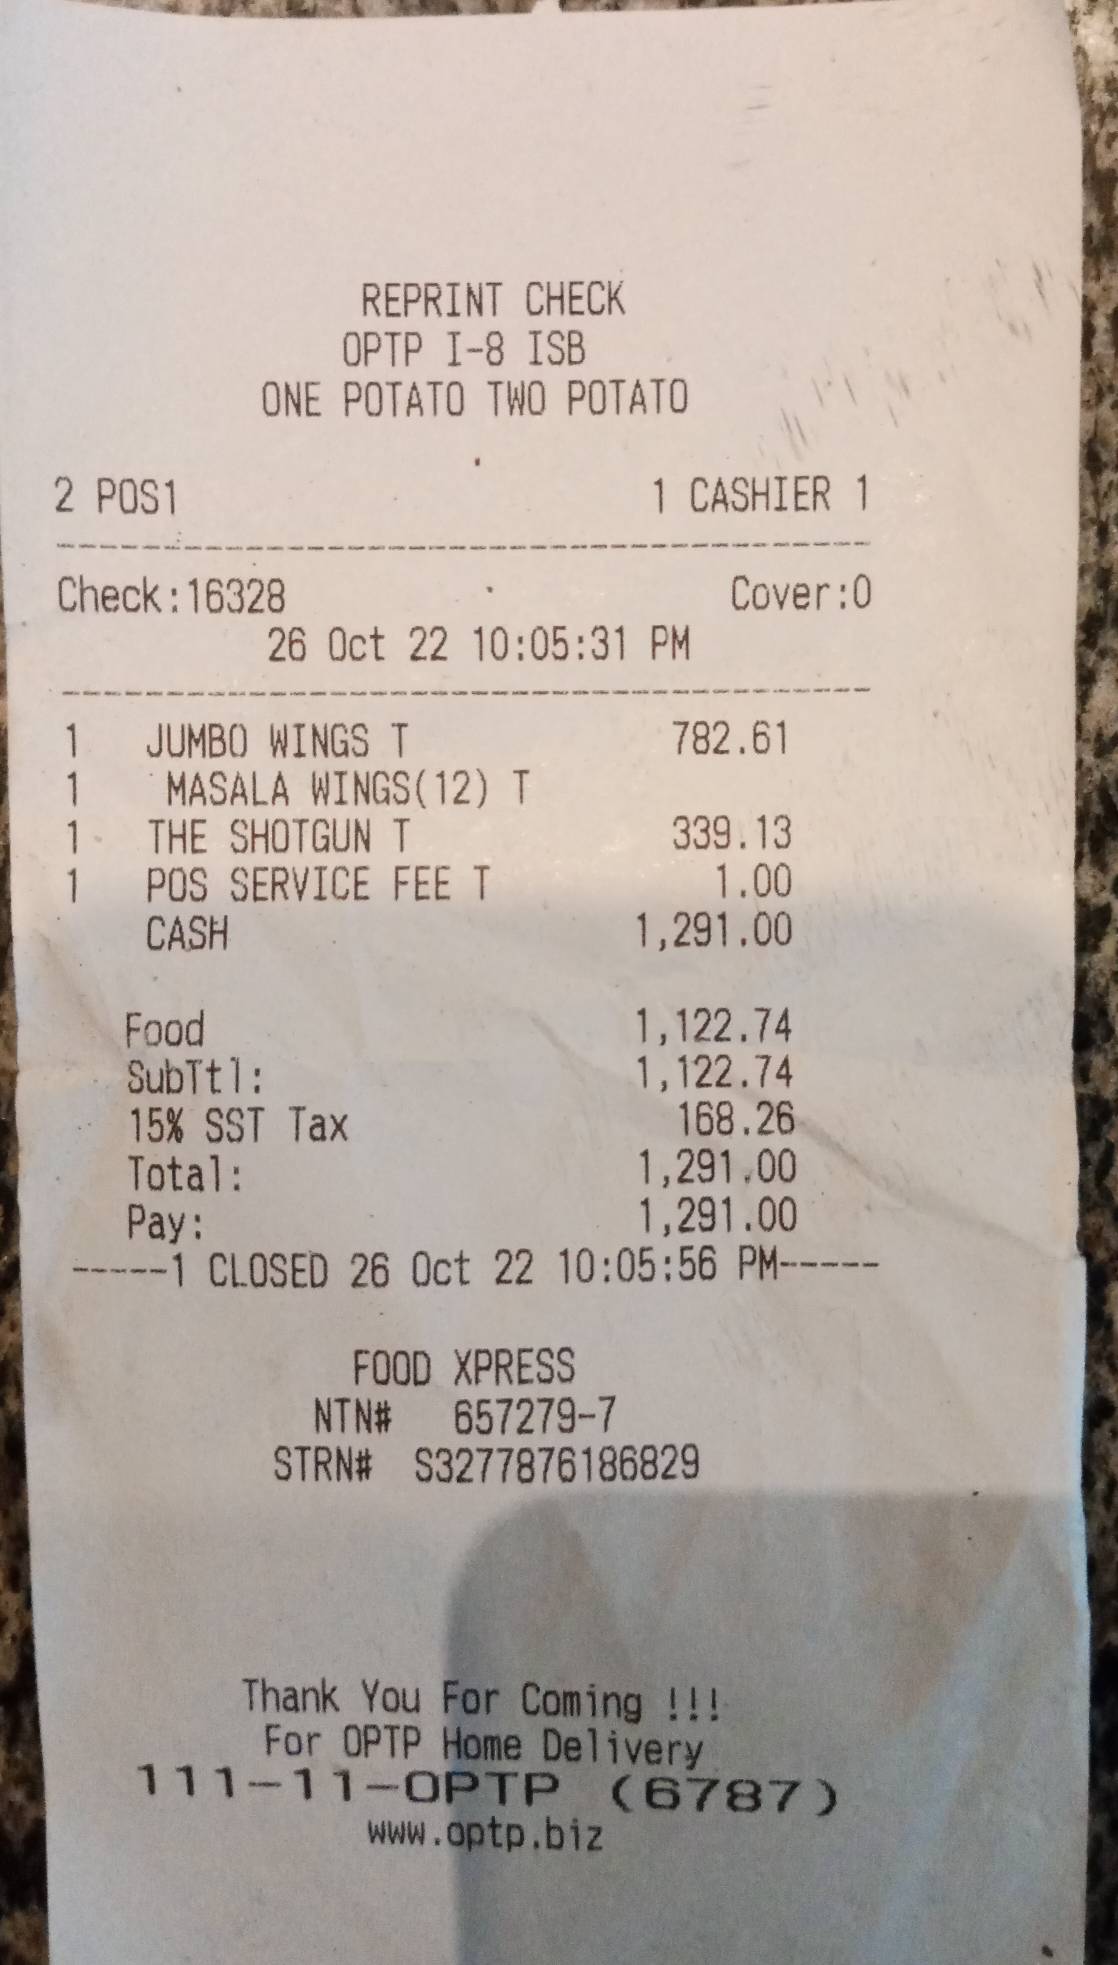 REPRINT CHECK
OPTP I-8 ISB
ONE POTATO TWO POTATO
2 POS1 1 CASHIER 1
Check:16328 Cover:0
26 Oct 22 10:05:31 PM
1 JUMBO WINGS T 782.61
1 MASALA WINGS(12) T
1 THE SHOTGUN T 339.13
1 POS SERVICE FEE T 1.00
CASH 1,291.00
Food 1,122.74
SubTtl: 1,122.74
15% SST Tax 168.26
Total: 1,291.00
Pay: 1,291.00
-----1 CLOSED 26 Oct 22 10:05:56 PM-----
FOOD XPRESS
NTN# 657279-7
STRN# S3277876186829
Thank You For Coming !!!
For OPTP Home Delivery
111-11-OPTP (6787)
www.optp.biz